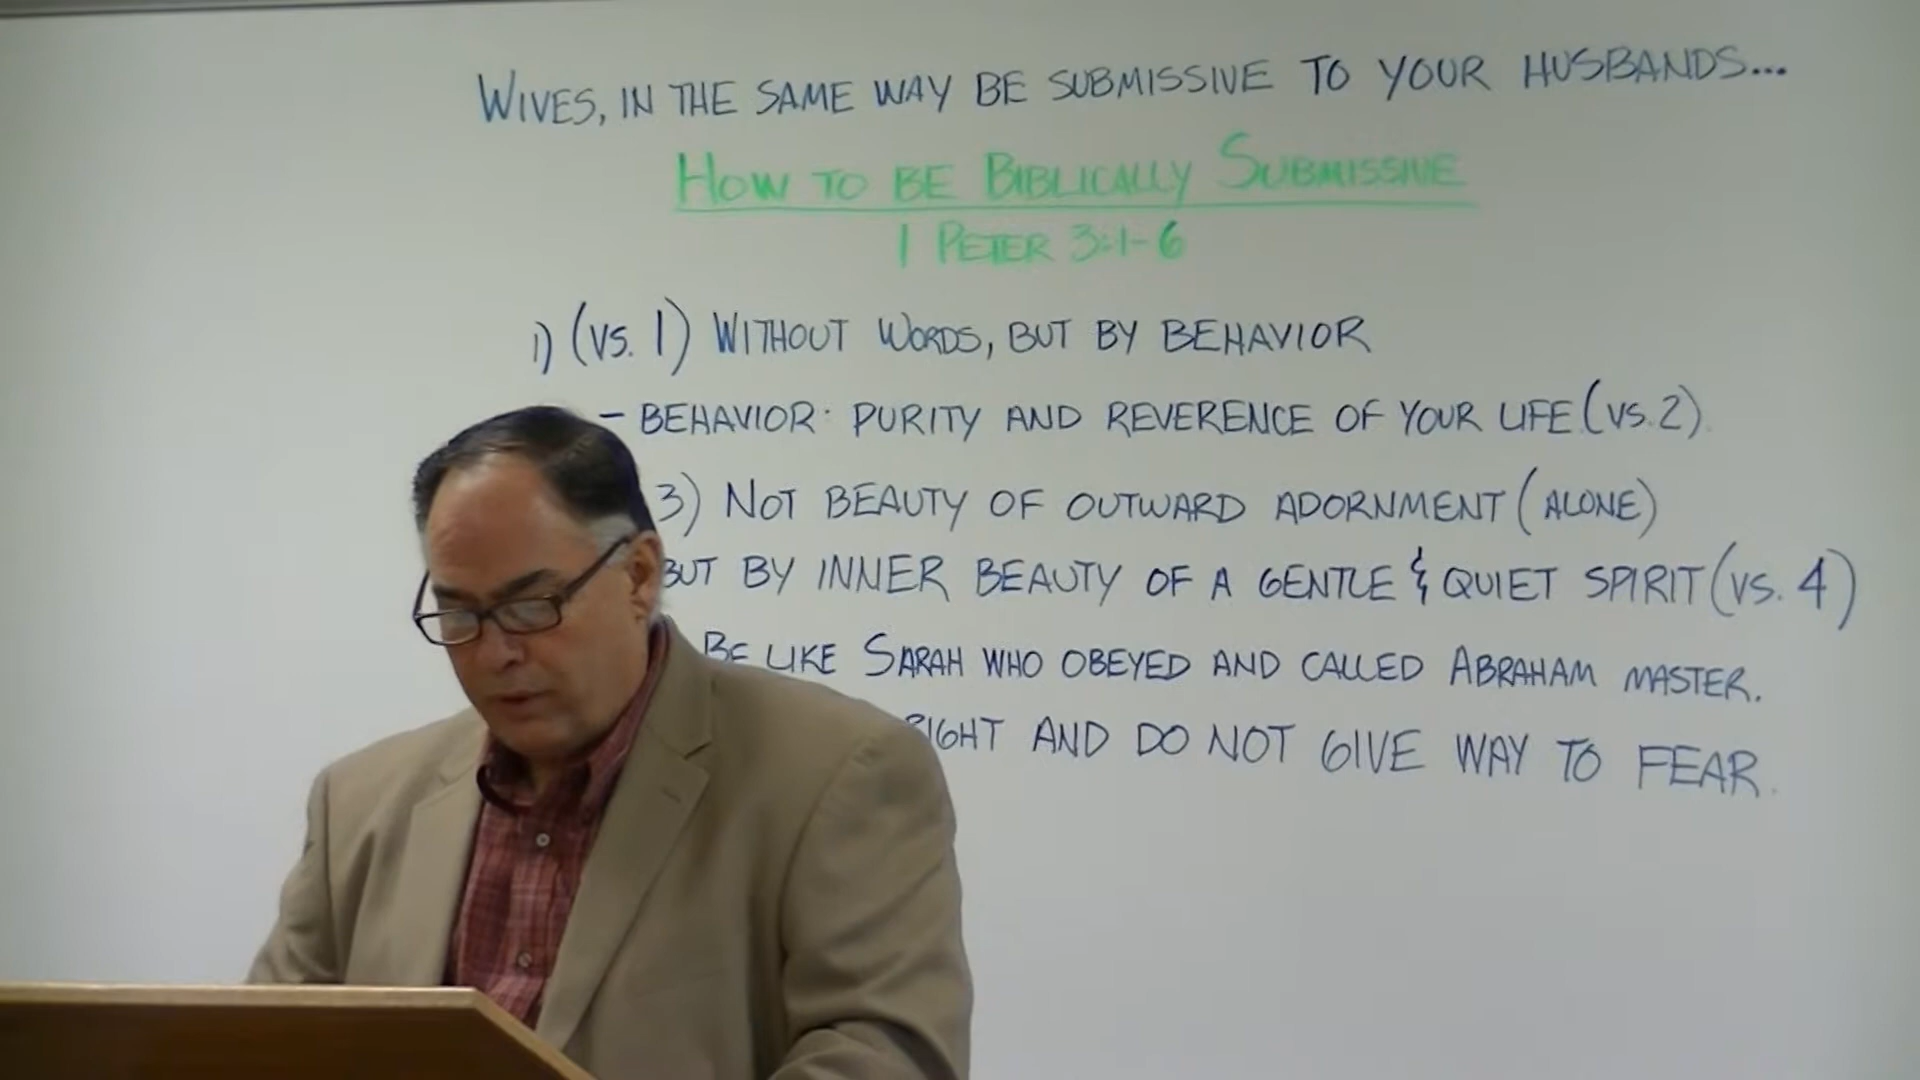 WIVES, IN THE SAME WAY BE SUBMISSIVE TO YOUR HUSBANDS...
HOW TO BE BIBLICALLY SUBMISSIVE
1 PETER 3:1-6
1) (VS. 1) WITHOUT WORDS, BUT BY BEHAVIOR
- BEHAVIOR: PURITY AND REVERENCE OF YOUR LIFE (VS. 2).
3) NOT BEAUTY OF OUTWARD ADORNMENT (ALONE)
BUT BY INNER BEAUTY OF A GENTLE & QUIET SPIRIT (VS. 4)
BE LIKE SARAH WHO OBEYED AND CALLED ABRAHAM MASTER.
RIGHT AND DO NOT GIVE WAY TO FEAR.